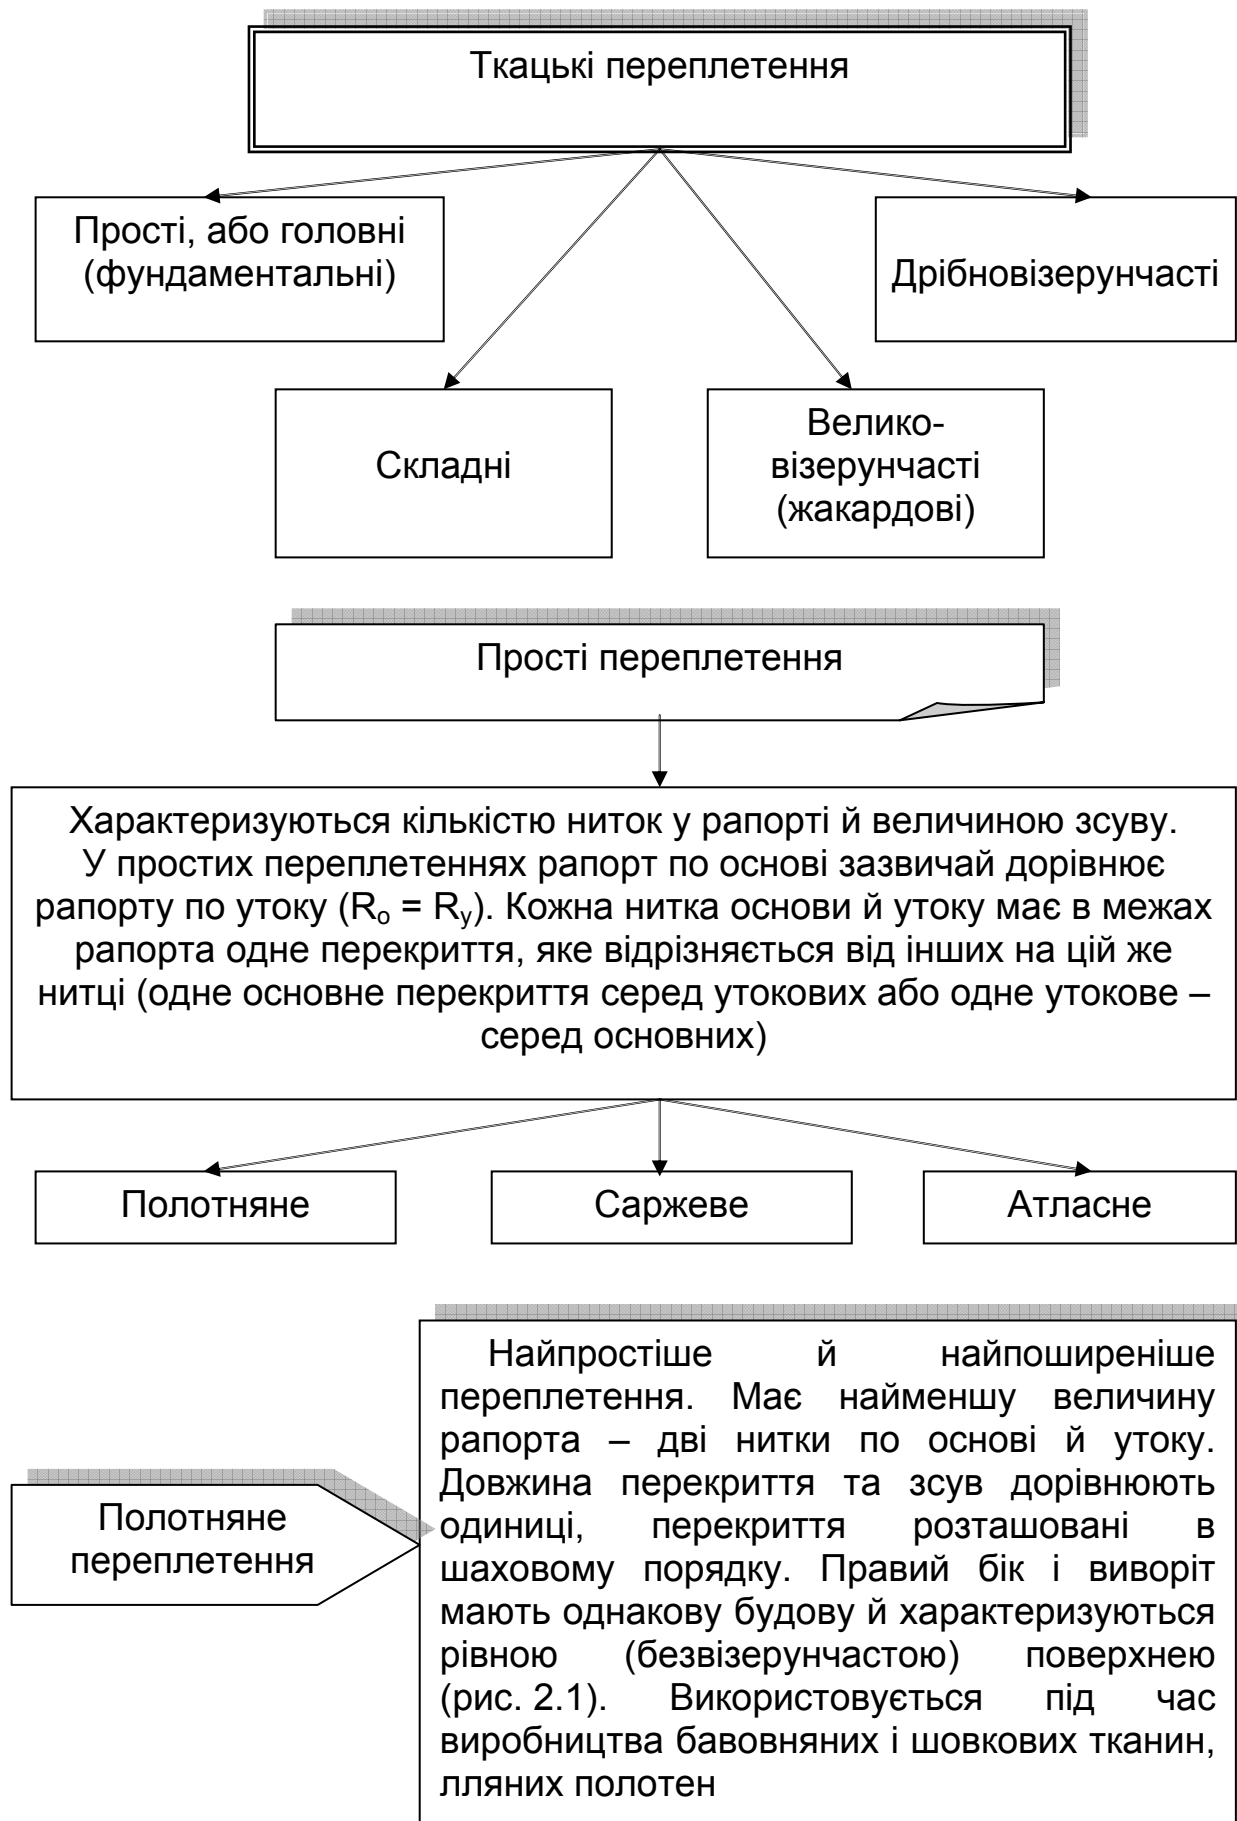 Ткацькі переплетення
Прості, або головні
(фундаментальні)
Дрібновізерунчасті
Складні
Велико-
візерунчасті
(жакардові)
Прості переплетення
Характеризуються кількістю ниток у рапорті й величиною зсуву.
У простих переплетеннях рапорт по основі зазвичай дорівнює
рапорту по утоку (Rо = Rу). Кожна нитка основи й утоку має в межах
рапорта одне перекриття, яке відрізняється від інших на цій же
нитці (одне основне перекриття серед утокових або одне утокове –
серед основних)
Полотняне
Саржеве
Атласне
Полотняне
переплетення
Найпростіше й найпоширеніше
переплетення. Має найменшу величину
рапорта – дві нитки по основі й утоку.
Довжина перекриття та зсув дорівнюють
одиниці, перекриття розташовані в
шаховому порядку. Правий бік і виворіт
мають однакову будову й характеризуються
рівною (безвізерунчастою) поверхнею
(рис. 2.1). Використовується під час
виробництва бавовняних і шовкових тканин,
лляних полотен